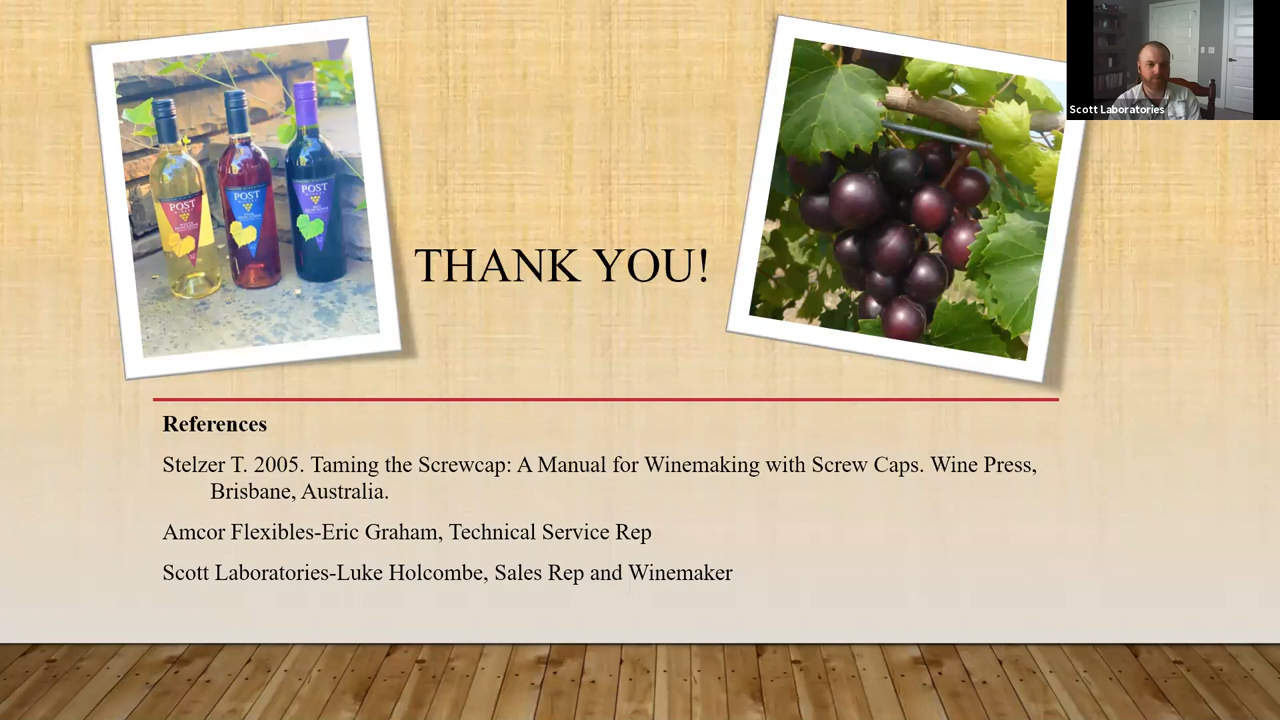 POST
POST
POST
Scott Laboratories
THANK YOU!
References
Stelzer T. 2005. Taming the Screwcap: A Manual for Winemaking with Screw Caps. Wine Press,
Brisbane, Australia.
Amcor Flexibles-Eric Graham, Technical Service Rep
Scott Laboratories-Luke Holcombe, Sales Rep and Winemaker